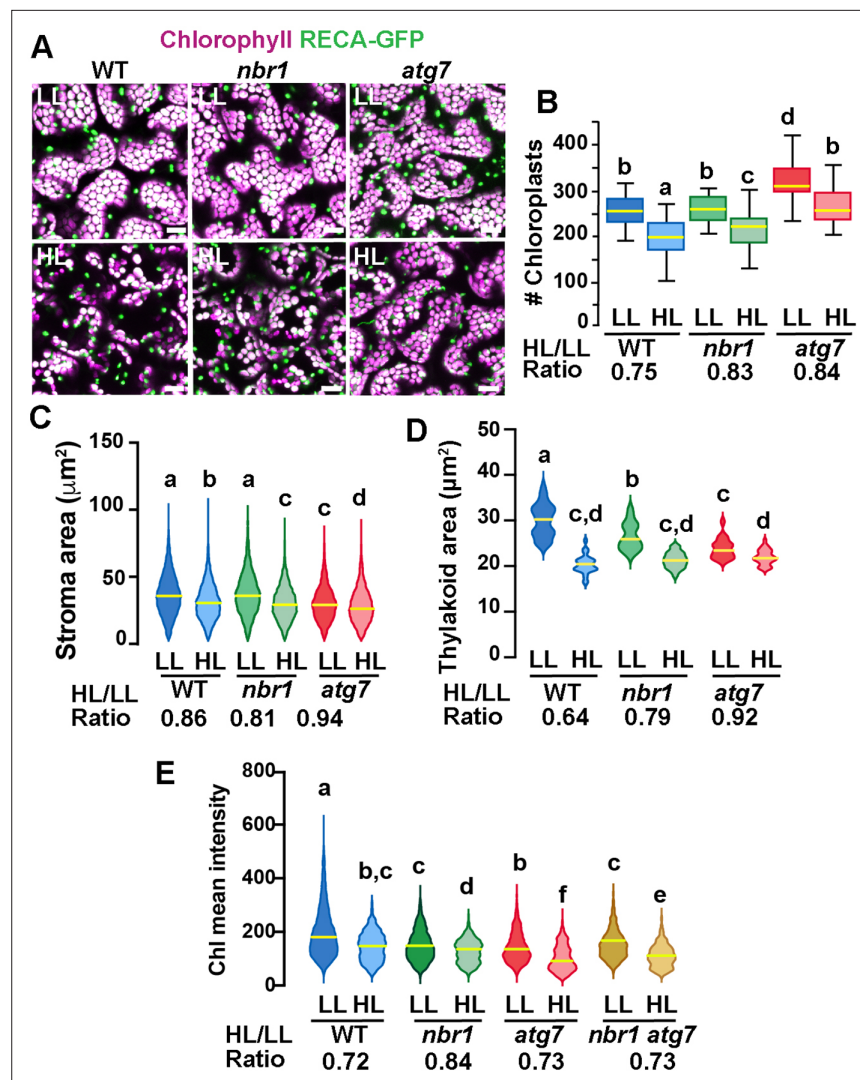 Chlorophyll RECA-GFP
A
WT nbr1 atg7
LL LL LL
HL HL HL
B
# Chloroplasts
400
300
200
100
0
b a b c d b
LL HL LL HL LL HL
HL/LL WT nbr1 atg7
Ratio 0.75 0.83 0.84
C
Stroma area (μm²)
150
100
50
0
a b a c c d
LL HL LL HL LL HL
HL/LL WT nbr1 atg7
Ratio 0.86 0.81 0.94
D
Thylakoid area (μm²)
50
40
30
20
10
0
a c,d b c,d c d
LL HL LL HL LL HL
HL/LL WT nbr1 atg7
Ratio 0.64 0.79 0.92
E
Chl mean intensity
800
600
400
200
0
a b,c c d b f c e
LL HL LL HL LL HL LL HL
HL/LL WT nbr1 atg7 nbr1 atg7
Ratio 0.72 0.84 0.73 0.73